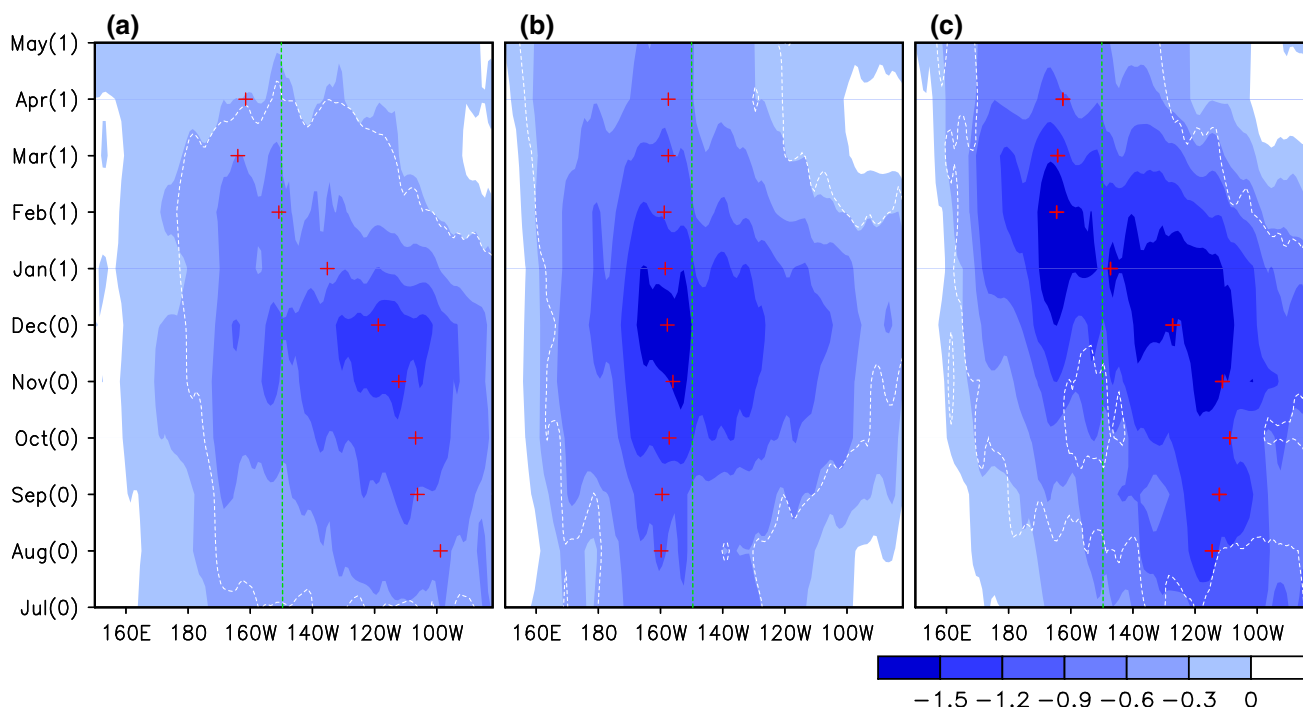 (a) (b) (c)
May(1)
Apr(1)
Mar(1)
Feb(1)
Jan(1)
Dec(0)
Nov(0)
Oct(0)
Sep(0)
Aug(0)
Jul(0)
160E 180 160W 140W 120W 100W 160E 180 160W 140W 120W 100W 160E 180 160W 140W 120W 100W
−1.5 −1.2 −0.9 −0.6 −0.3 0